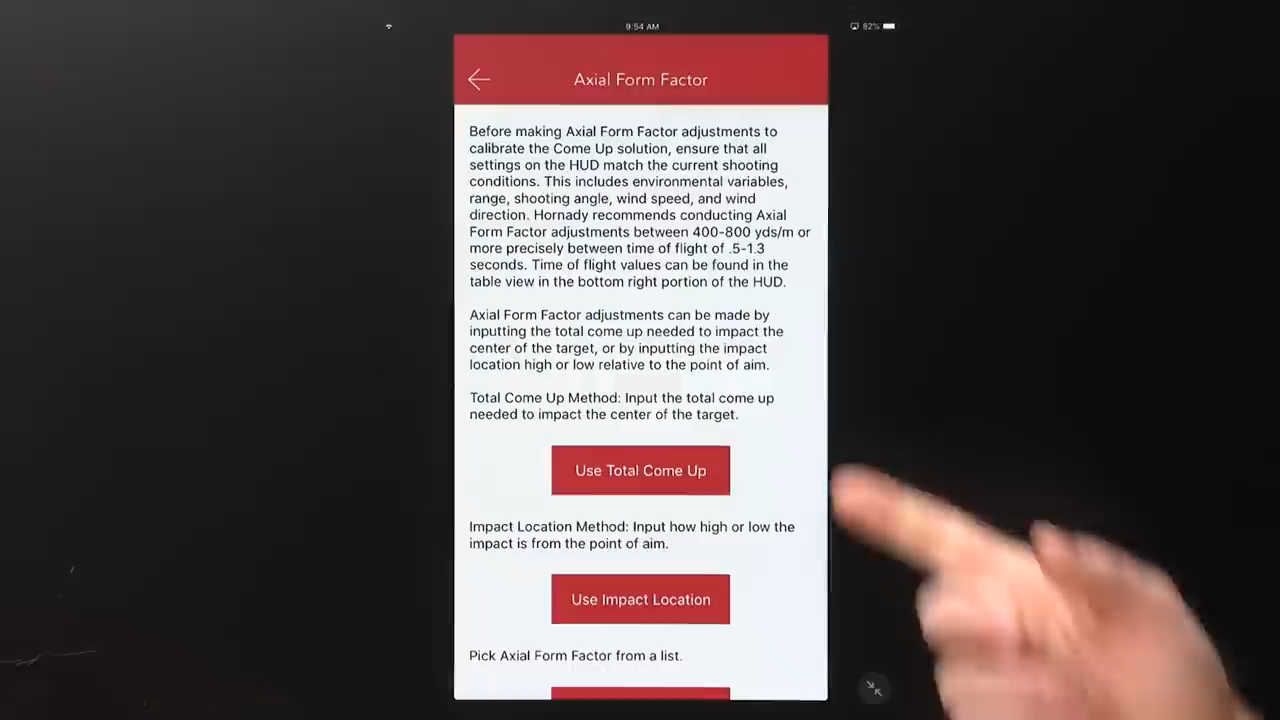 9:54 AM
82%
Axial Form Factor
Before making Axial Form Factor adjustments to
calibrate the Come Up solution, ensure that all
settings on the HUD match the current shooting
conditions. This includes environmental variables,
range, shooting angle, wind speed, and wind
direction. Hornady recommends conducting Axial
Form Factor adjustments between 400-800 yds/m or
more precisely between time of flight of .5-1.3
seconds. Time of flight values can be found in the
table view in the bottom right portion of the HUD.
Axial Form Factor adjustments can be made by
inputting the total come up needed to impact the
center of the target, or by inputting the impact
location high or low relative to the point of aim.
Total Come Up Method: Input the total come up
needed to impact the center of the target.
Use Total Come Up
Impact Location Method: Input how high or low the
impact is from the point of aim.
Use Impact Location
Pick Axial Form Factor from a list.